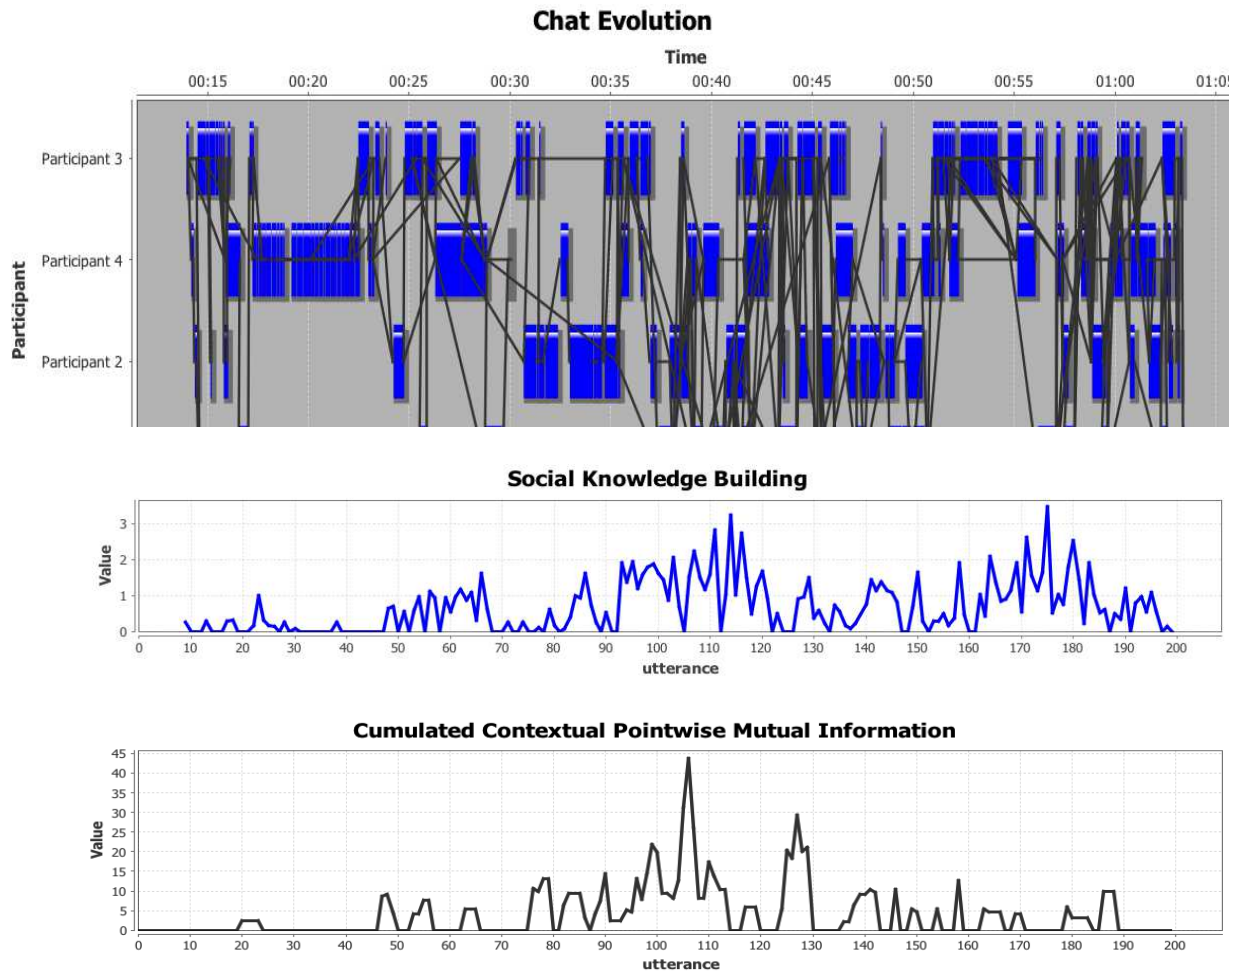 Chat Evolution
Time
00:15 00:20 00:25 00:30 00:35 00:40 00:45 00:50 00:55 01:00 01:05
Participant
Participant 3
Participant 4
Participant 2
Social Knowledge Building
Value
3
2
1
0
0 10 20 30 40 50 60 70 80 90 100 110 120 130 140 150 160 170 180 190 200
utterance
Cumulated Contextual Pointwise Mutual Information
Value
45
40
35
30
25
20
15
10
5
0
0 10 20 30 40 50 60 70 80 90 100 110 120 130 140 150 160 170 180 190 200
utterance